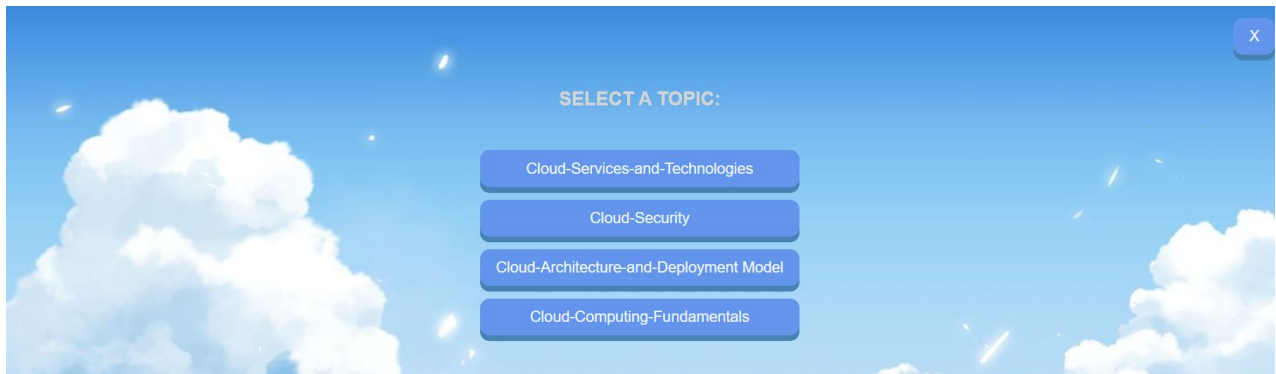 X
SELECT A TOPIC:
Cloud-Services-and-Technologies
Cloud-Security
Cloud-Architecture-and-Deployment Model
Cloud-Computing-Fundamentals